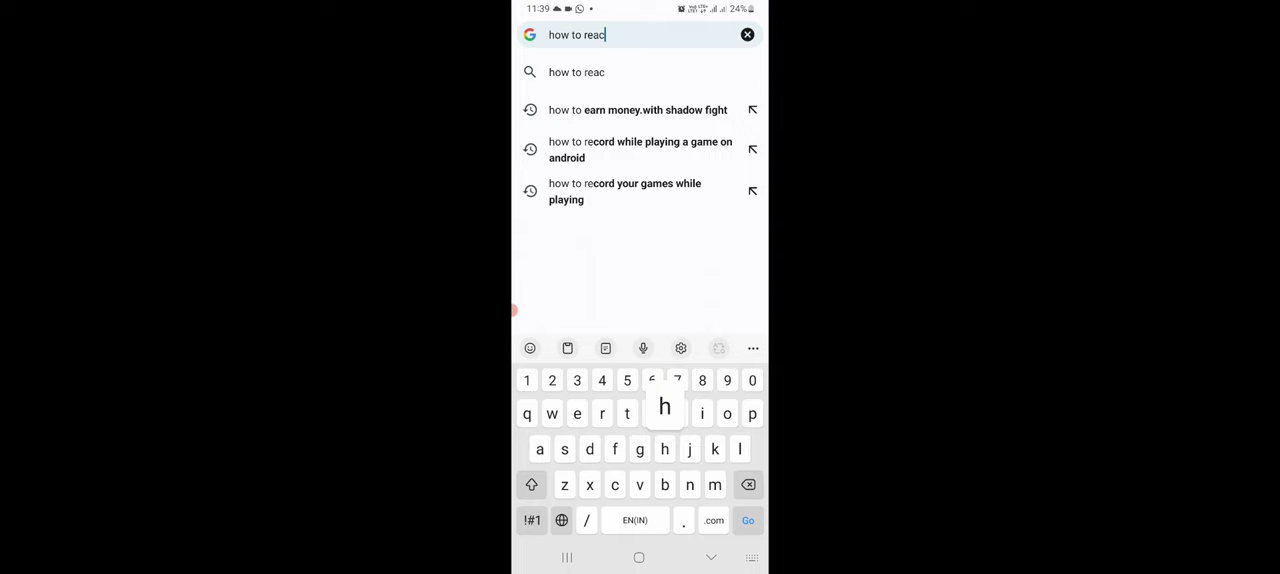 11:39 24%
how to reac
how to reac
how to earn money.with shadow fight
how to record while playing a game on
android
how to record your games while
playing
1 2 3 4 5 6 7 8 9 0
q w e r t i o p
h
a s d f g h j k l
z x c v b n m
!#1 / EN(IN) . .com Go